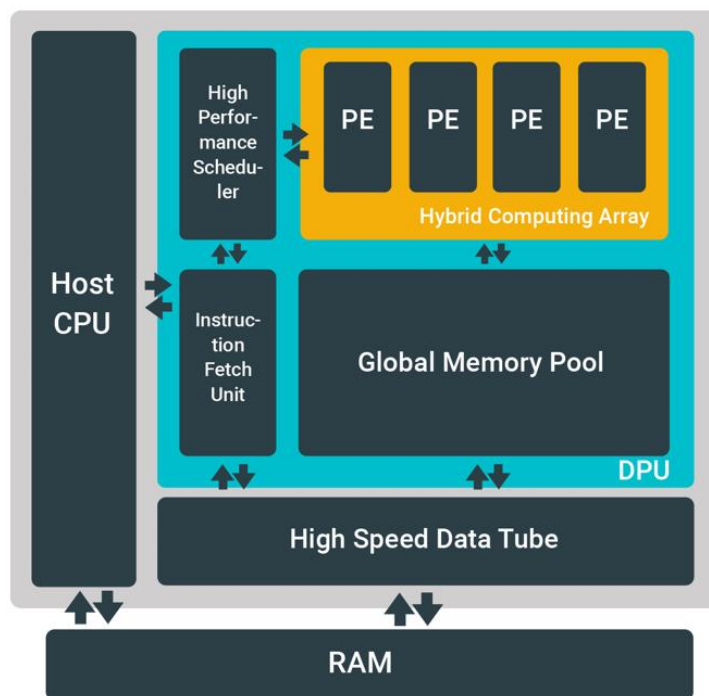 Host
CPU
High
Perfor-
mance
Schedu-
ler
PE
PE
PE
PE
Hybrid Computing Array
Instruc-
tion
Fetch
Unit
Global Memory Pool
DPU
High Speed Data Tube
RAM